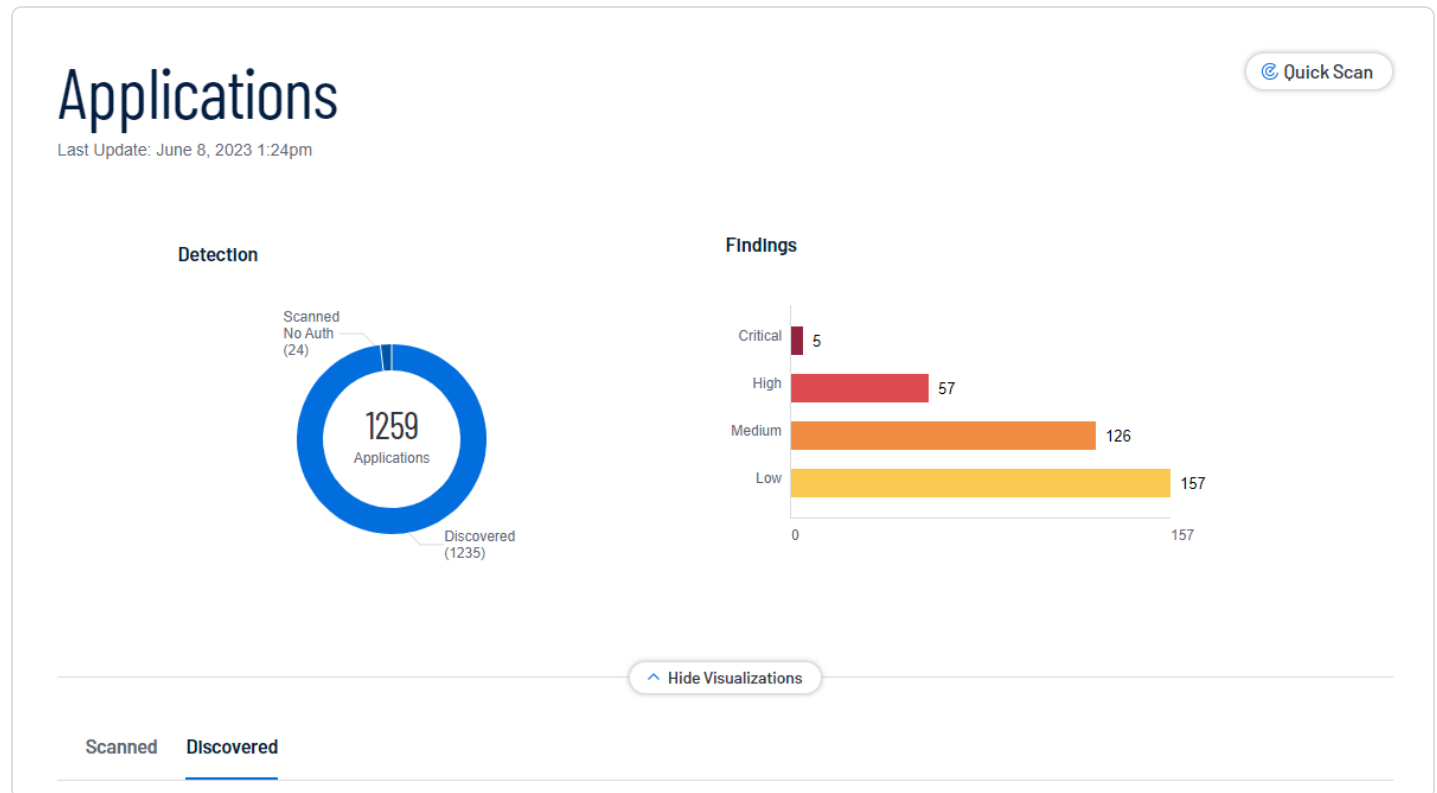 Applications
Quick Scan
Last Update: June 8, 2023 1:24pm
Detection
Scanned
No Auth
(24)
1259
Applications
Discovered
(1235)
Findings
Critical
5
High
57
Medium
126
Low
157
0
157
Hide Visualizations
Scanned
Discovered